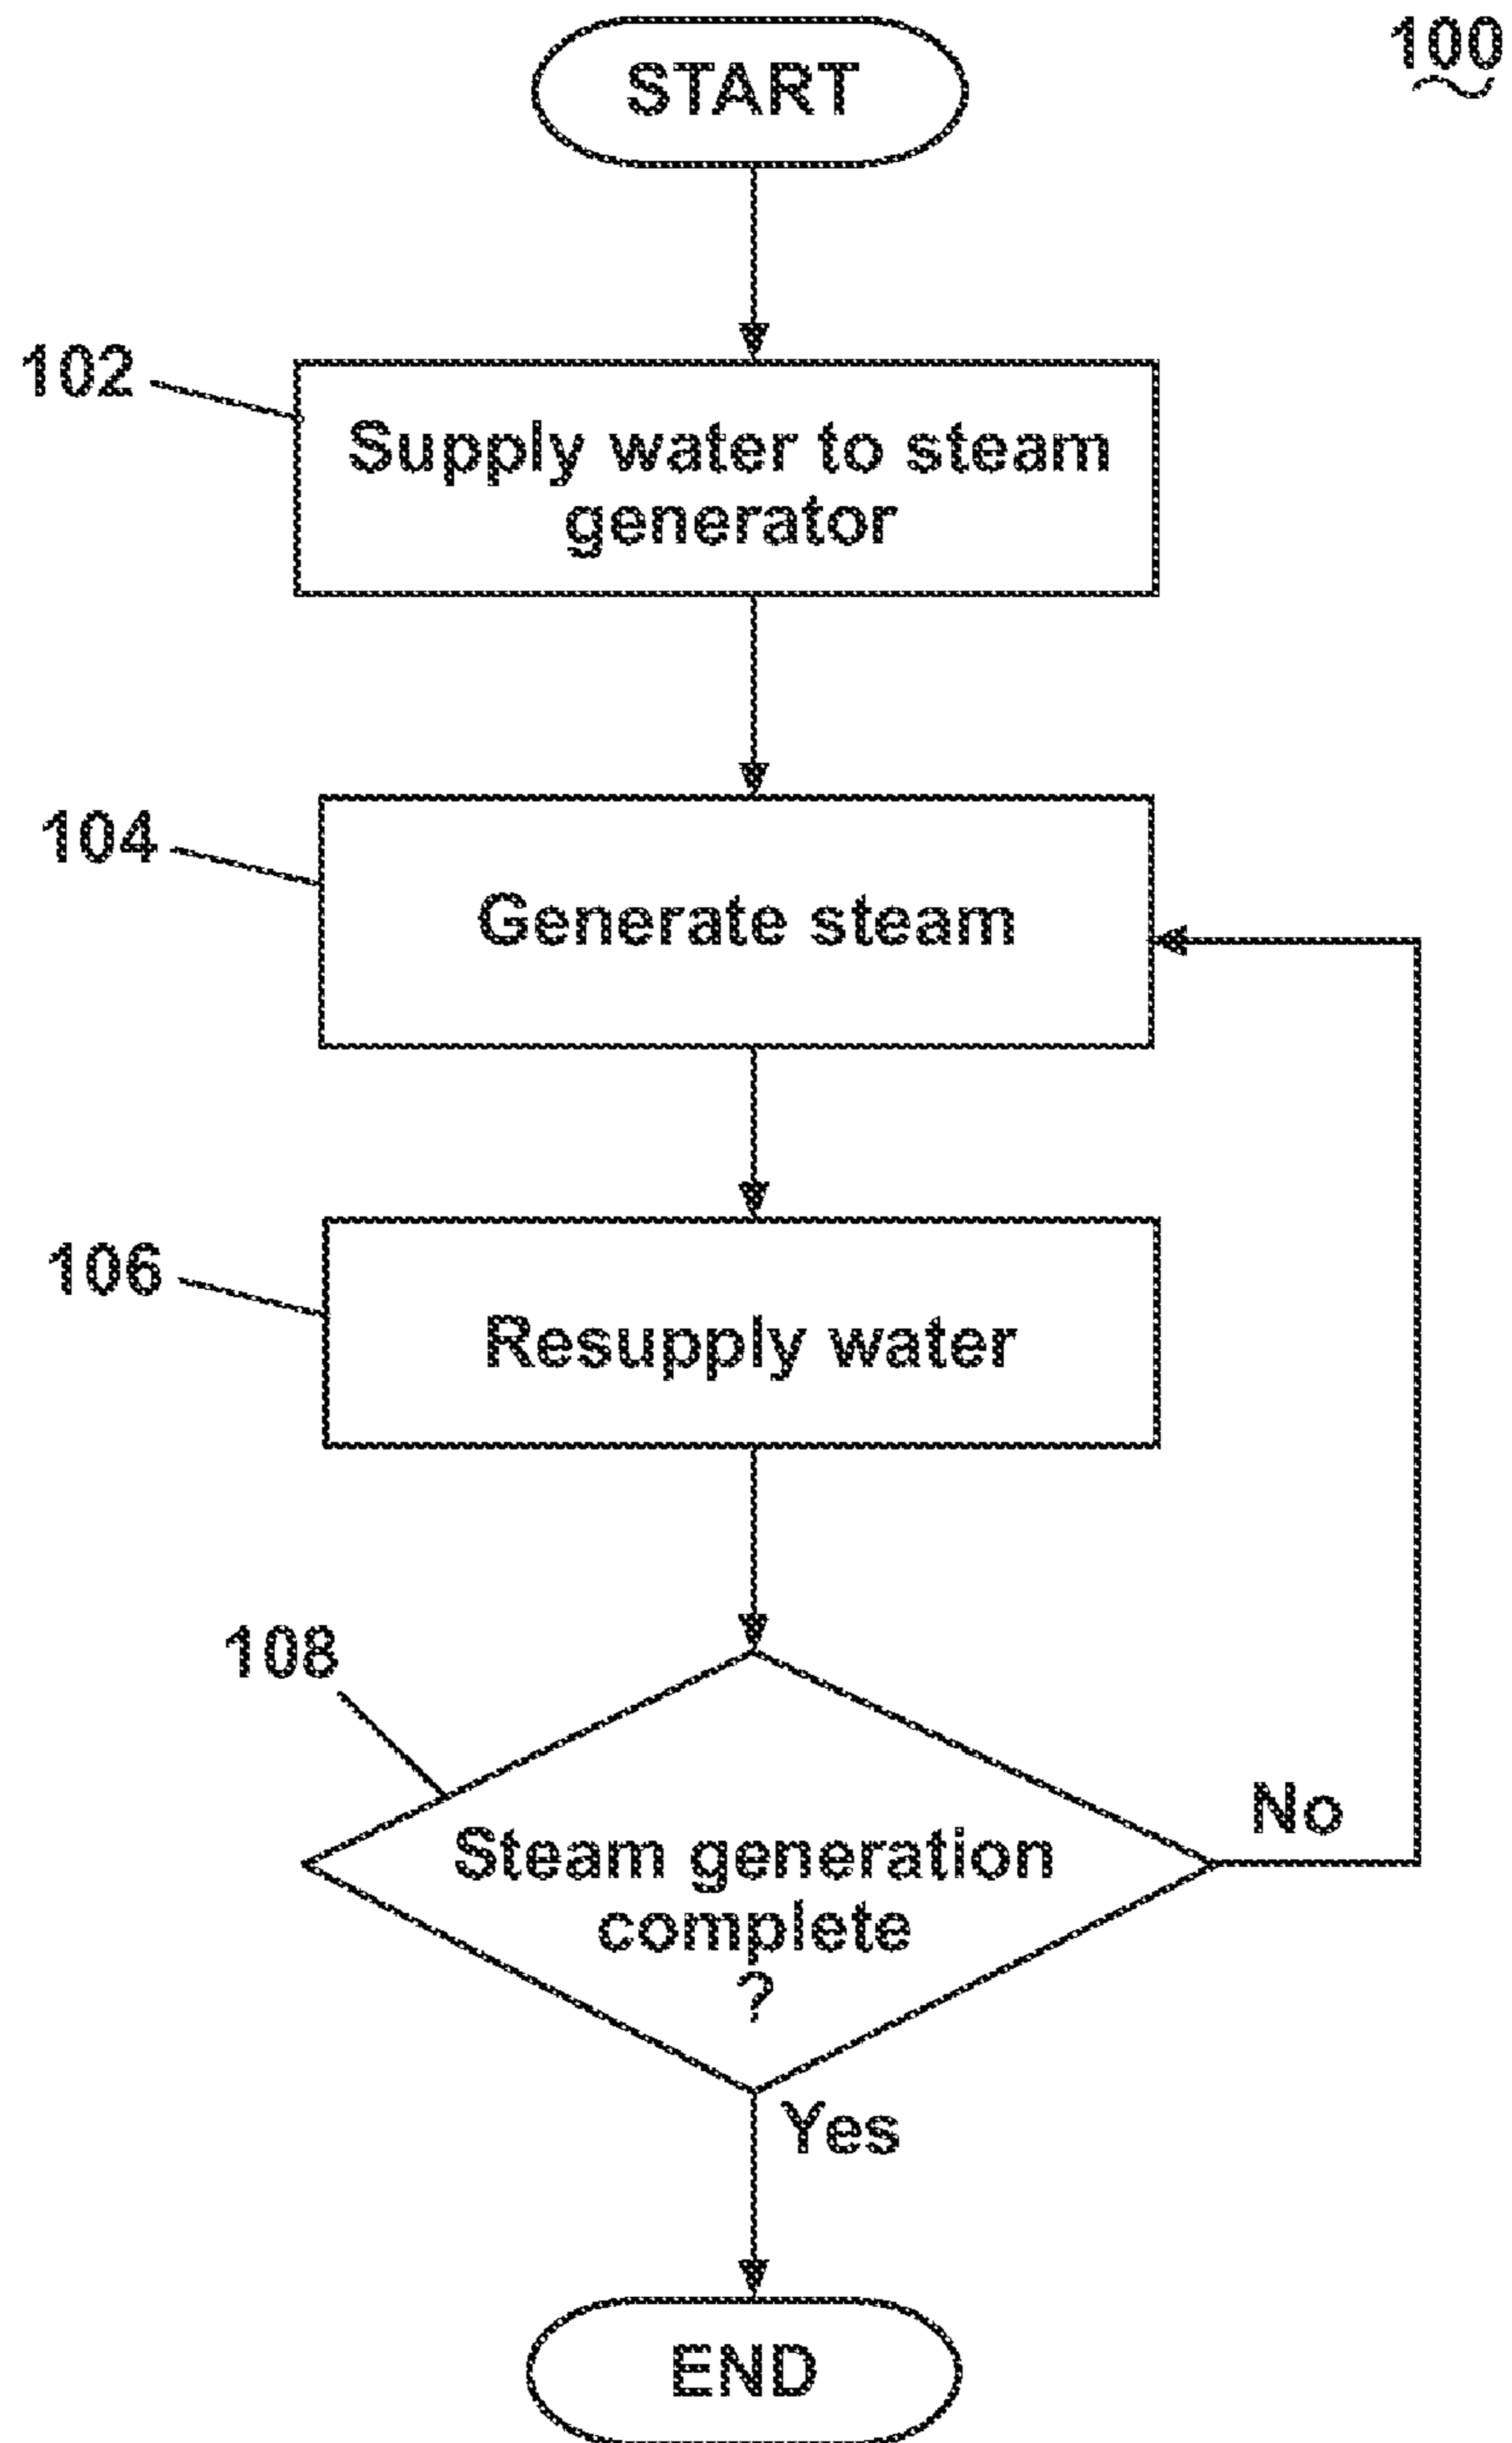 100
START
102
Supply water to steam
generator
104
Generate steam
106
Resupply water
108
Steam generation
complete
?
No
Yes
END